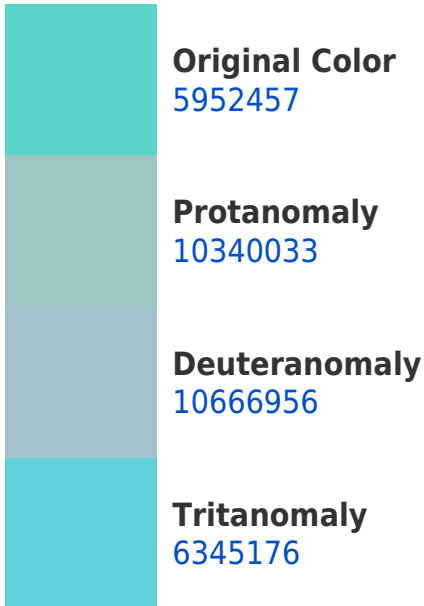 Original Color
5952457
Protanomaly
10340033
Deuteranomaly
10666956
Tritanomaly
6345176